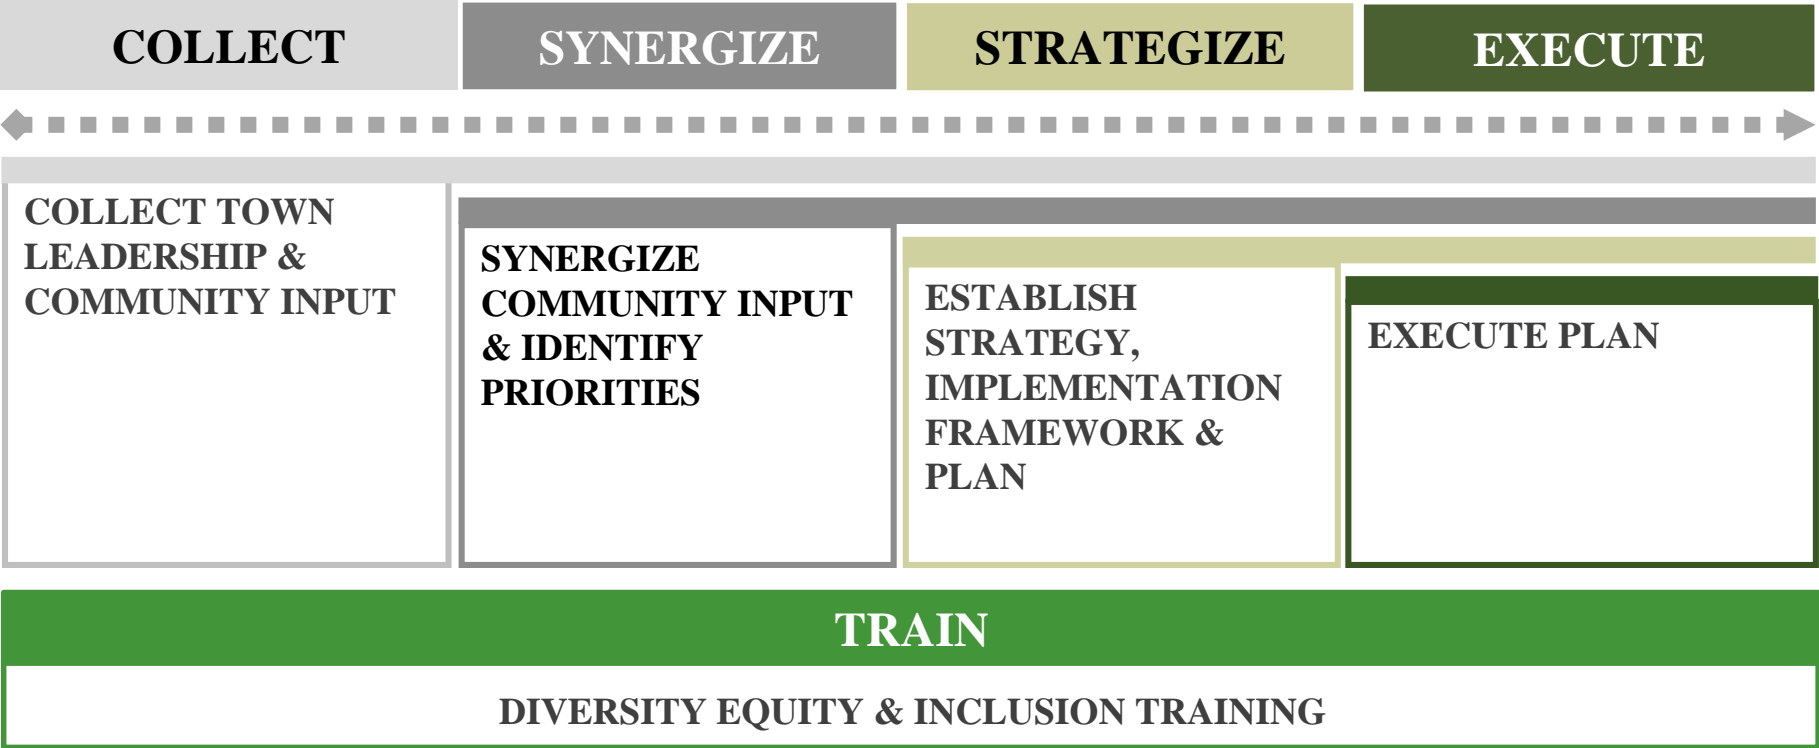 COLLECT
SYNERGIZE
STRATEGIZE
EXECUTE
COLLECT TOWN
LEADERSHIP &
COMMUNITY INPUT
SYNERGIZE
COMMUNITY INPUT
& IDENTIFY
PRIORITIES
ESTABLISH
STRATEGY,
IMPLEMENTATION
FRAMEWORK &
PLAN
EXECUTE PLAN
TRAIN
DIVERSITY EQUITY & INCLUSION TRAINING